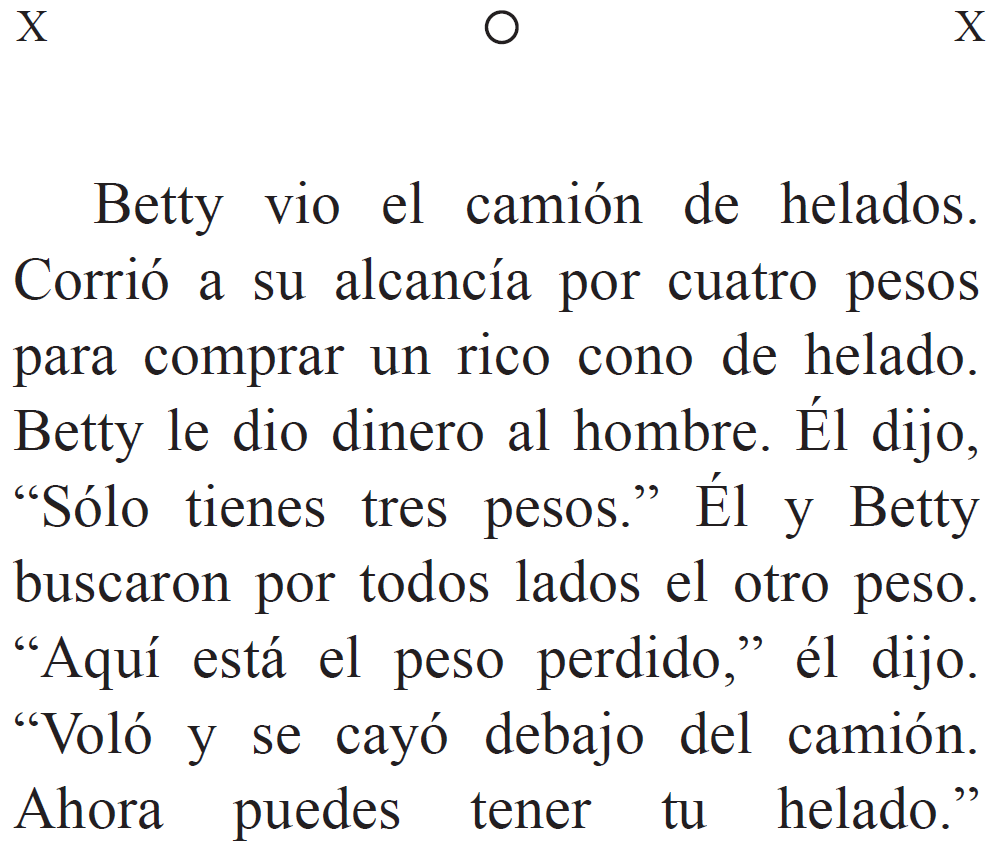 X O X
Betty vio el camión de helados.
Corrió a su alcancía por cuatro pesos
para comprar un rico cono de helado.
Betty le dio dinero al hombre. Él dijo,
“Sólo tienes tres pesos.” Él y Betty
buscaron por todos lados el otro peso.
“Aquí está el peso perdido,” él dijo.
“Voló y se cayó debajo del camión.
Ahora puedes tener tu helado.”